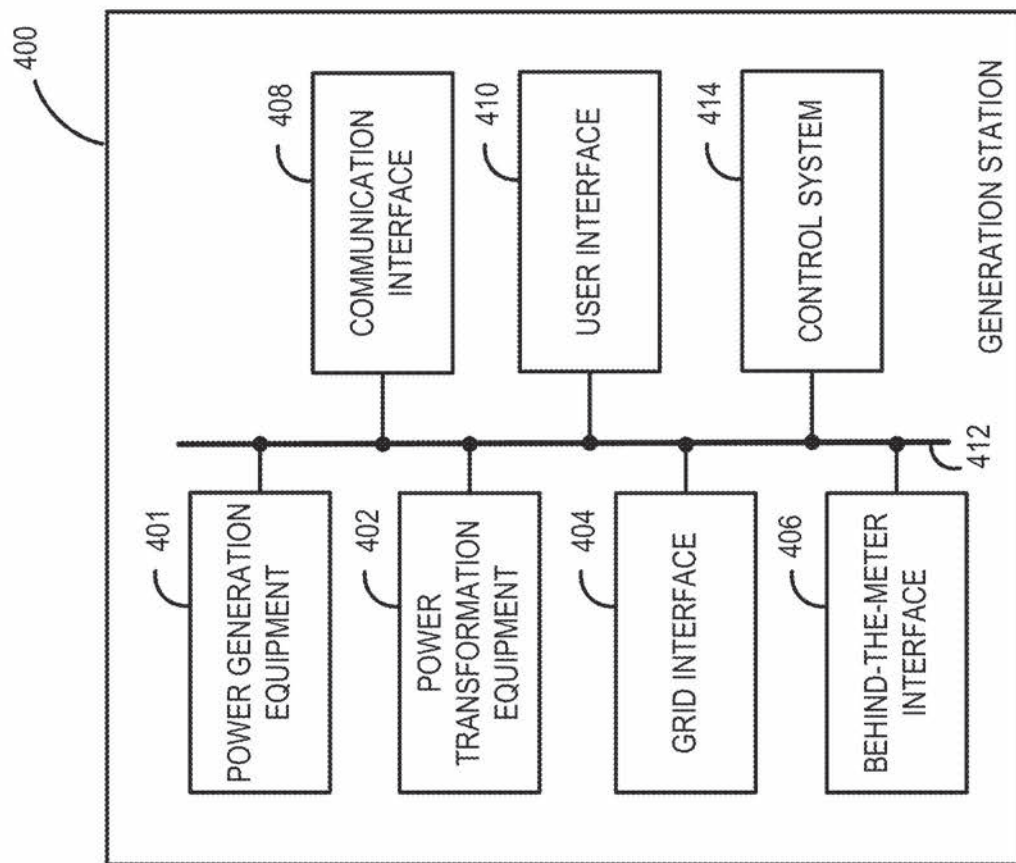 400
401
POWER GENERATION
EQUIPMENT
402
POWER
TRANSFORMATION
EQUIPMENT
404
GRID INTERFACE
406
BEHIND-THE-METER
INTERFACE
408
COMMUNICATION
INTERFACE
410
USER INTERFACE
414
CONTROL SYSTEM
412
GENERATION STATION